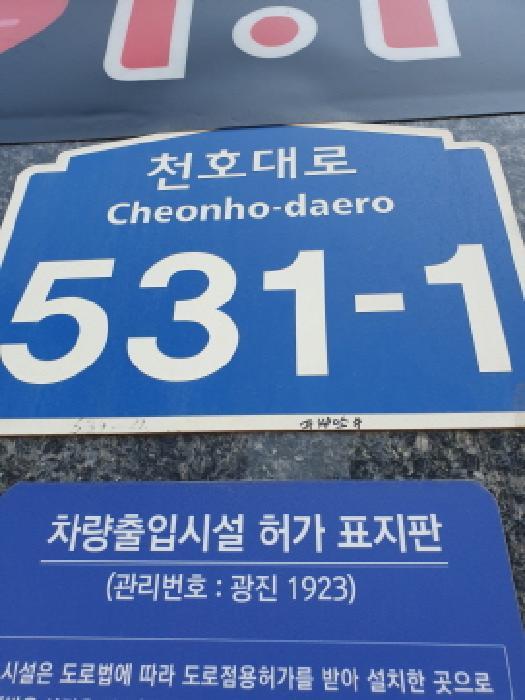 천호대로
Cheonho-daero
531-1
차량출입시설 허가 표지판
(관리번호 : 광진 1923)
시설은 도로법에 따라 도로점용허가를 받아 설치한 곳으로